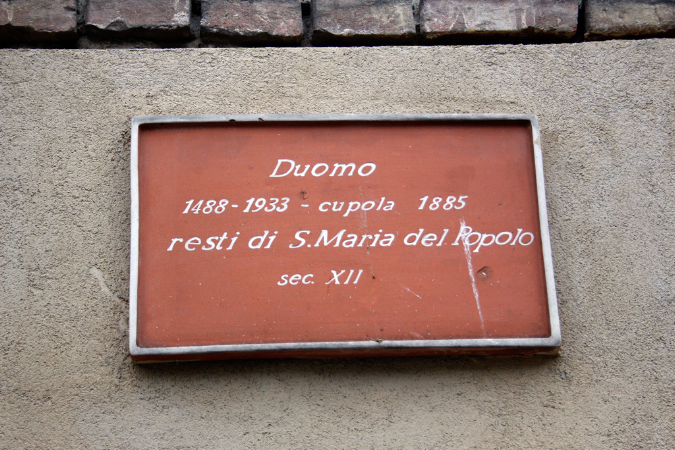 Duomo
1488-1933 - cupola 1885
resti di S. Maria del Popolo
sec. XII